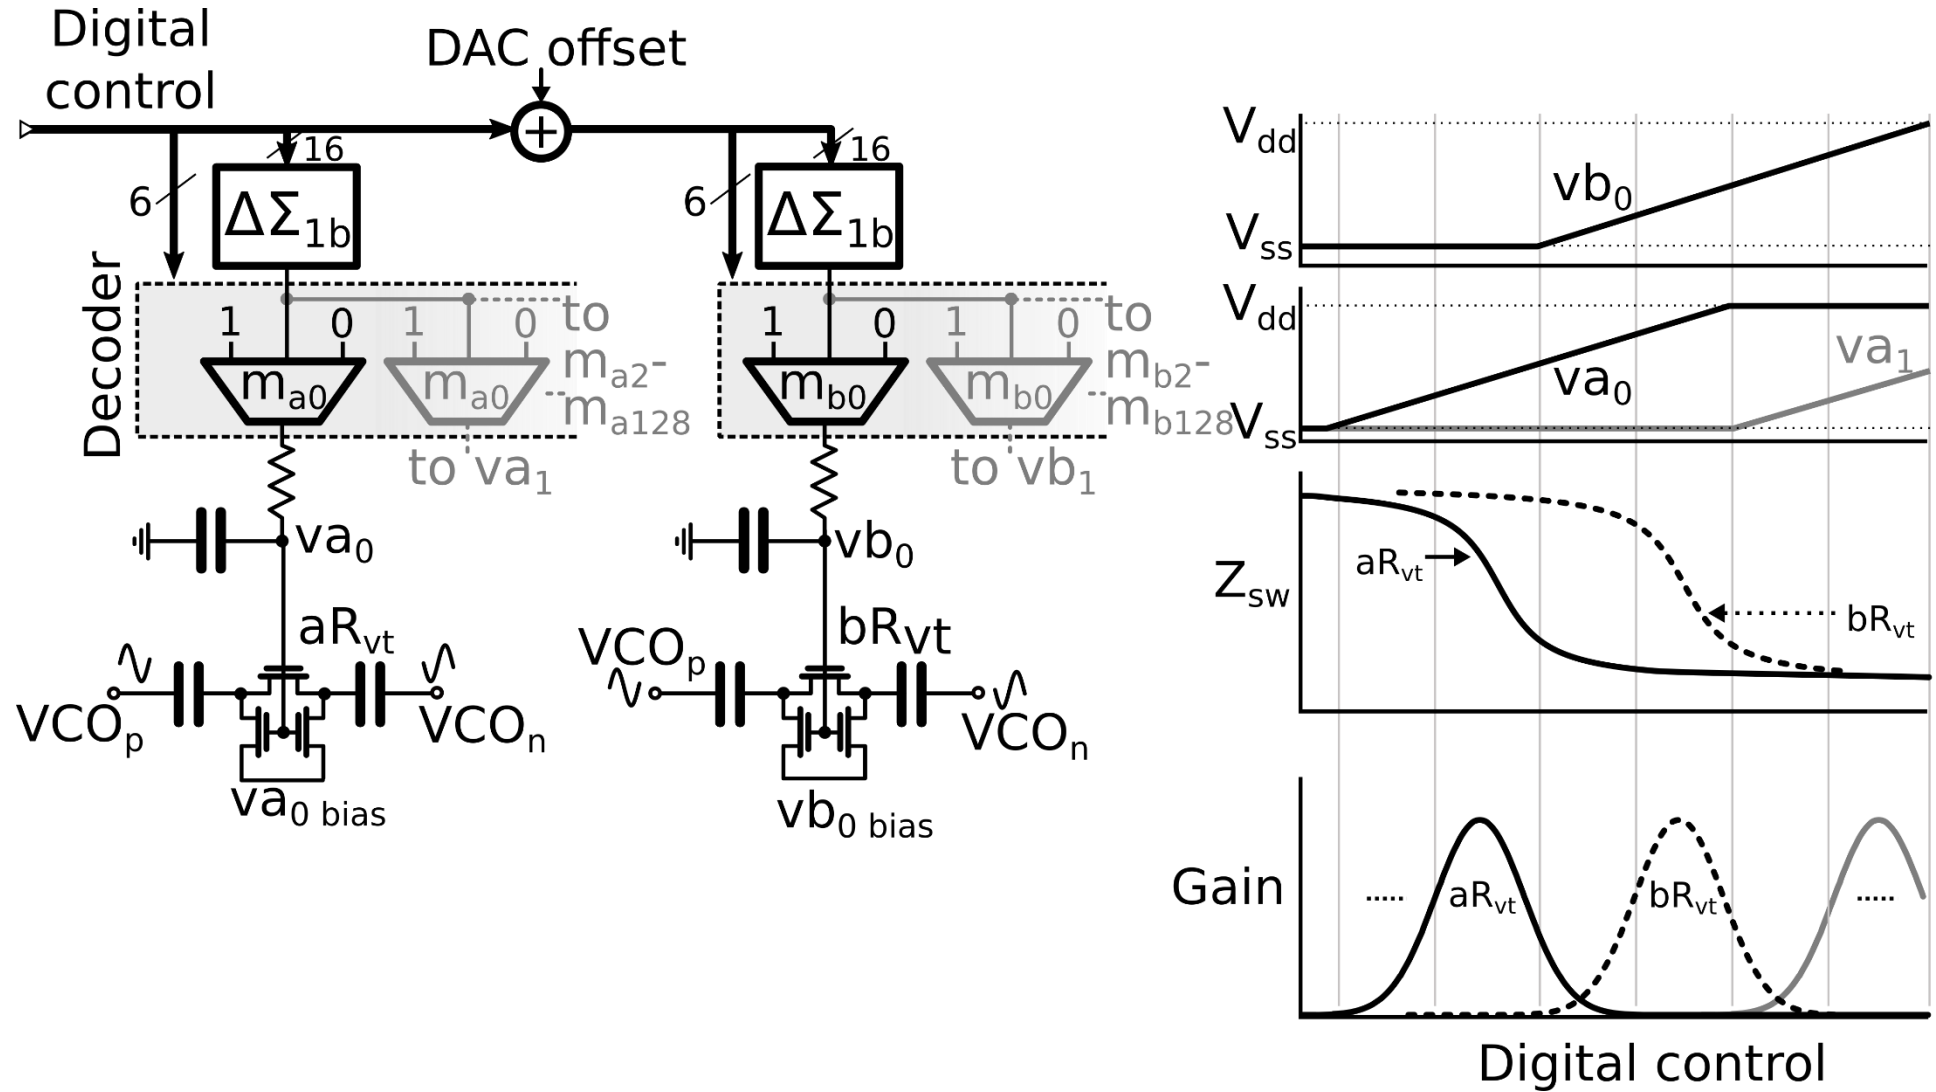 Digital
control
DAC offset
16
6
ΔΣ1b
16
6
ΔΣ1b
Decoder
1 0
ma0
1 0
ma0
to
ma2-
ma128
to va1
1 0
mb0
1 0
mb0
to
mb2-
mb128
to vb1
va0
vb0
aRvt
bRvt
VCOp
VCOn
VCOp
VCOn
va0 bias
vb0 bias
Vdd
Vss
vb0
Vdd
Vss
va0
va1
Zsw
aRvt
bRvt
Gain
.....
aRvt
bRvt
.....
Digital control